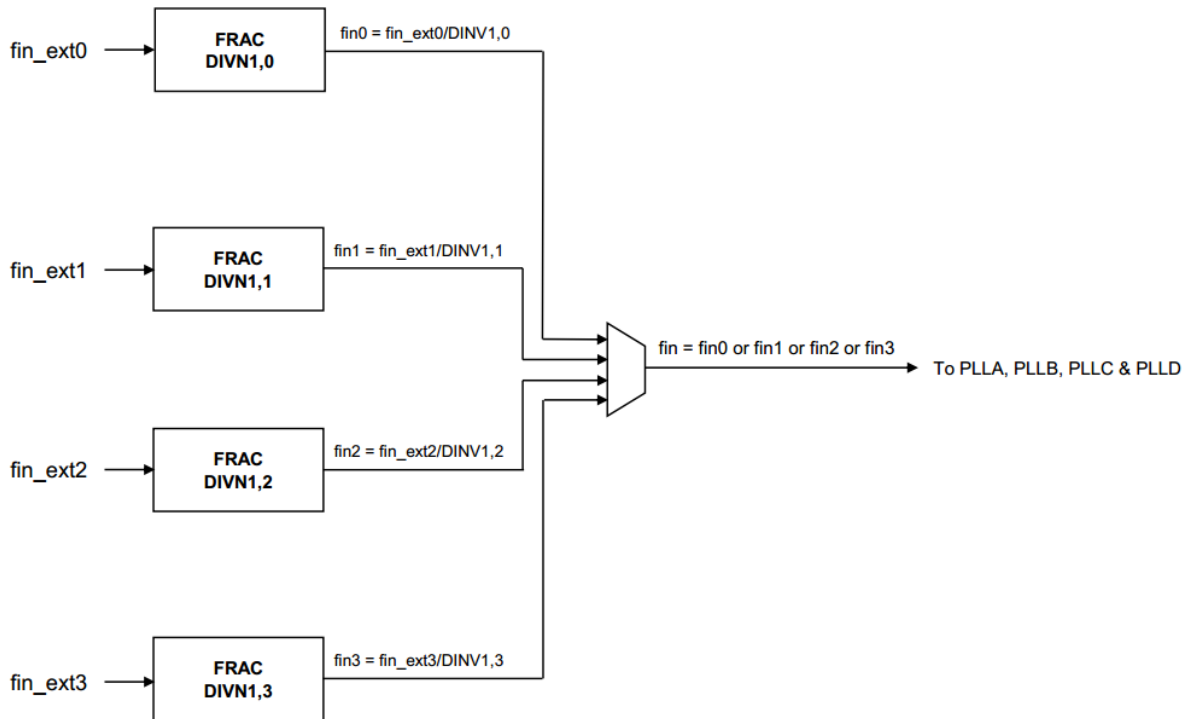 fin_ext0
FRAC
DIVN1,0
fin0 = fin_ext0/DINV1,0
fin_ext1
FRAC
DIVN1,1
fin1 = fin_ext1/DINV1,1
fin = fin0 or fin1 or fin2 or fin3
To PLLA, PLLB, PLLC & PLLD
fin_ext2
FRAC
DIVN1,2
fin2 = fin_ext2/DINV1,2
fin_ext3
FRAC
DIVN1,3
fin3 = fin_ext3/DINV1,3